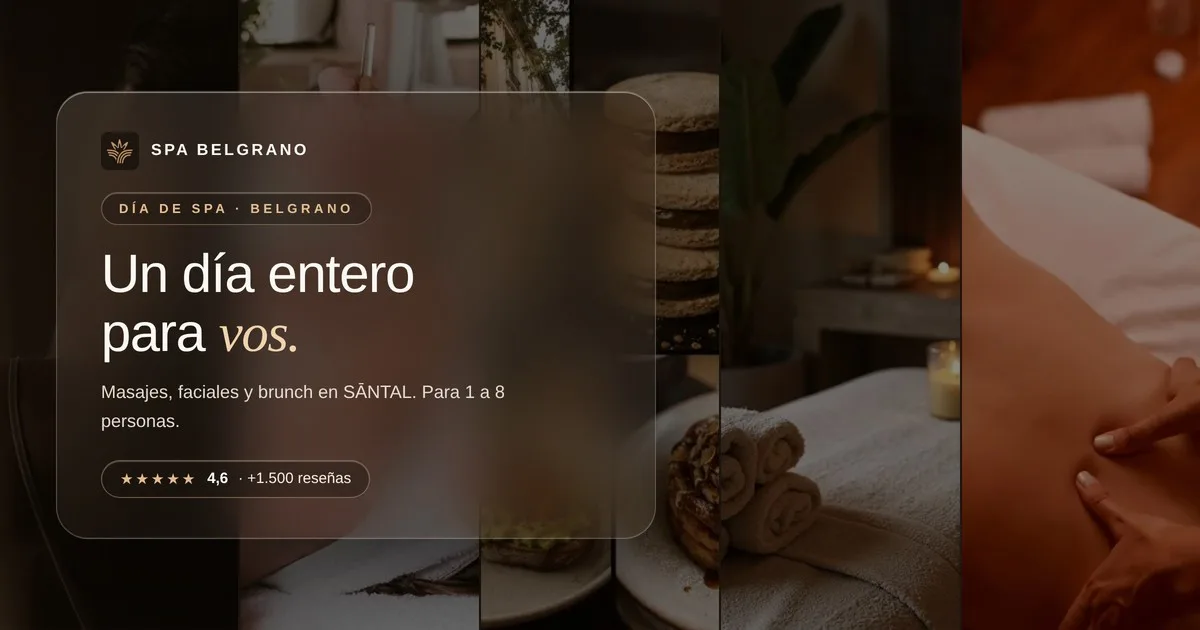 SPA BELGRANO
DÍA DE SPA · BELGRANO
Un día entero
para vos.
Masajes, faciales y brunch en SĀNTAL. Para 1 a 8
personas.
★★★★★ 4,6 · +1.500 reseñas